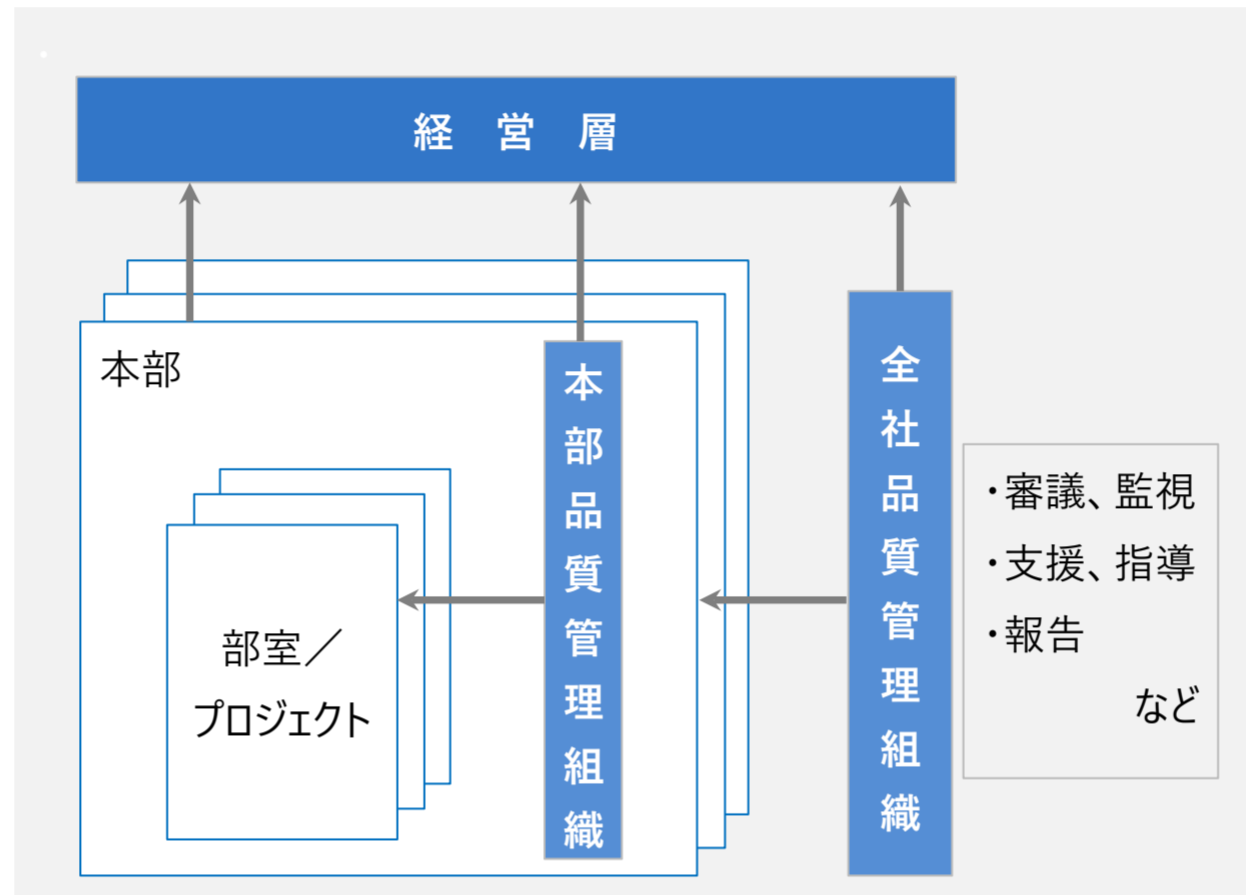 経 営 層
本部
本部品質管理組織
部室／
プロジェクト
全社品質管理組織
・審議、監視
・支援、指導
・報告
など